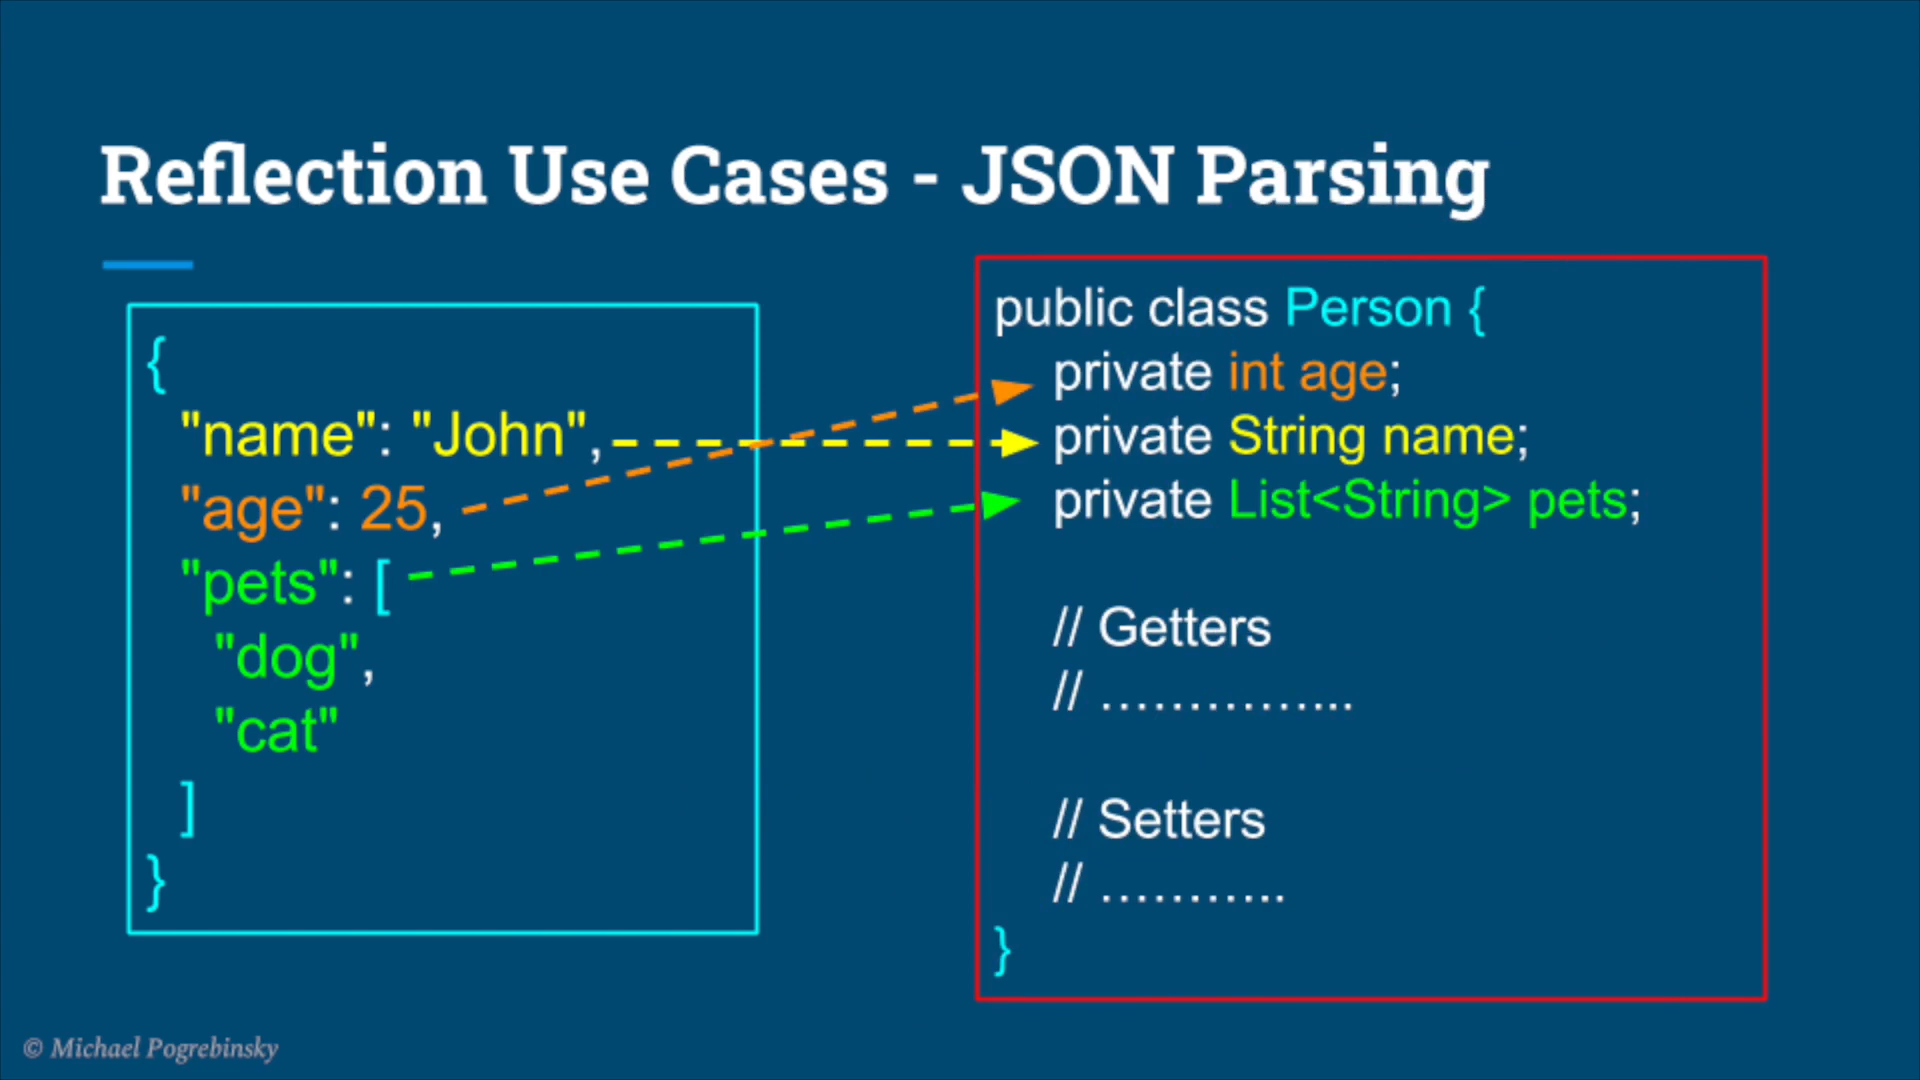 Reflection Use Cases - JSON Parsing
{
"name": "John",
"age": 25,
"pets": [
"dog",
"cat"
]
}
public class Person {
private int age;
private String name;
private List<String> pets;
// Getters
// ……………...
// Setters
// …………..
}
© Michael Pogrebinsky